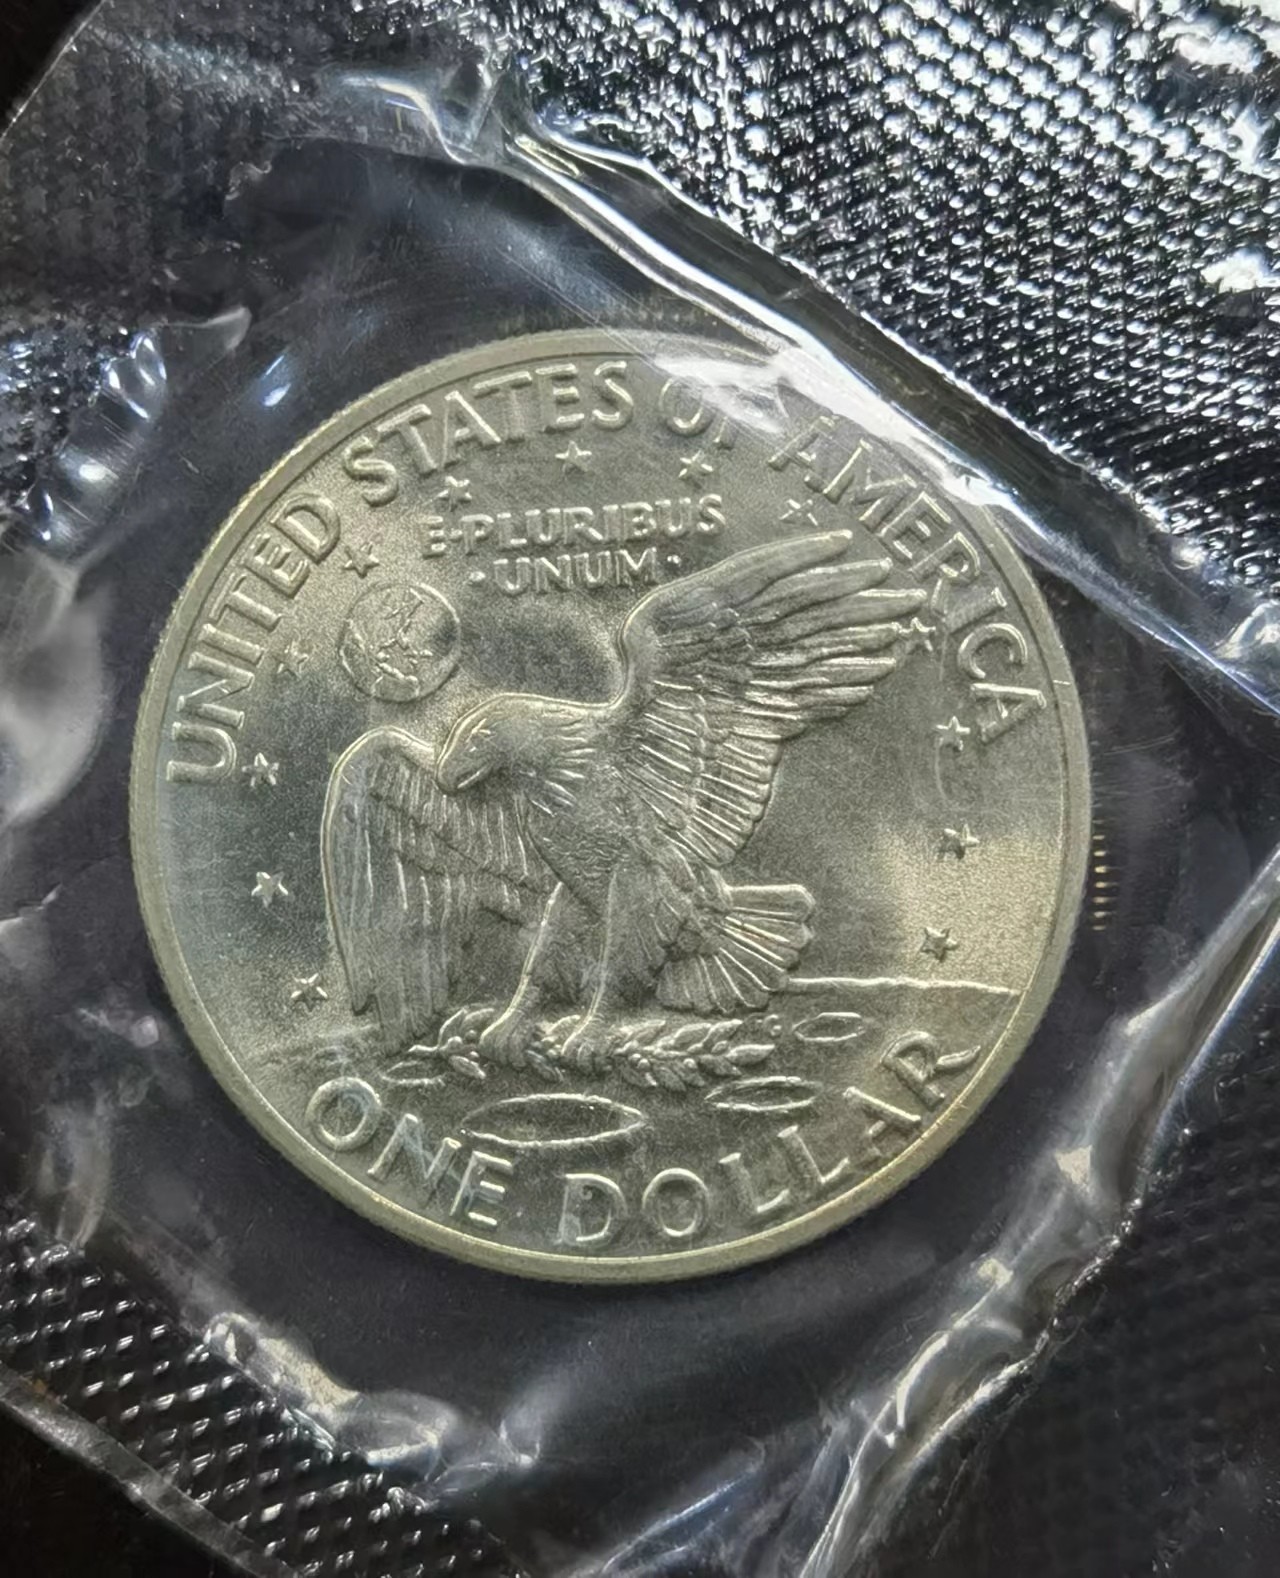 UNITED STATES OF AMERICA
E·PLURIBUS
·UNUM·
ONE DOLLAR